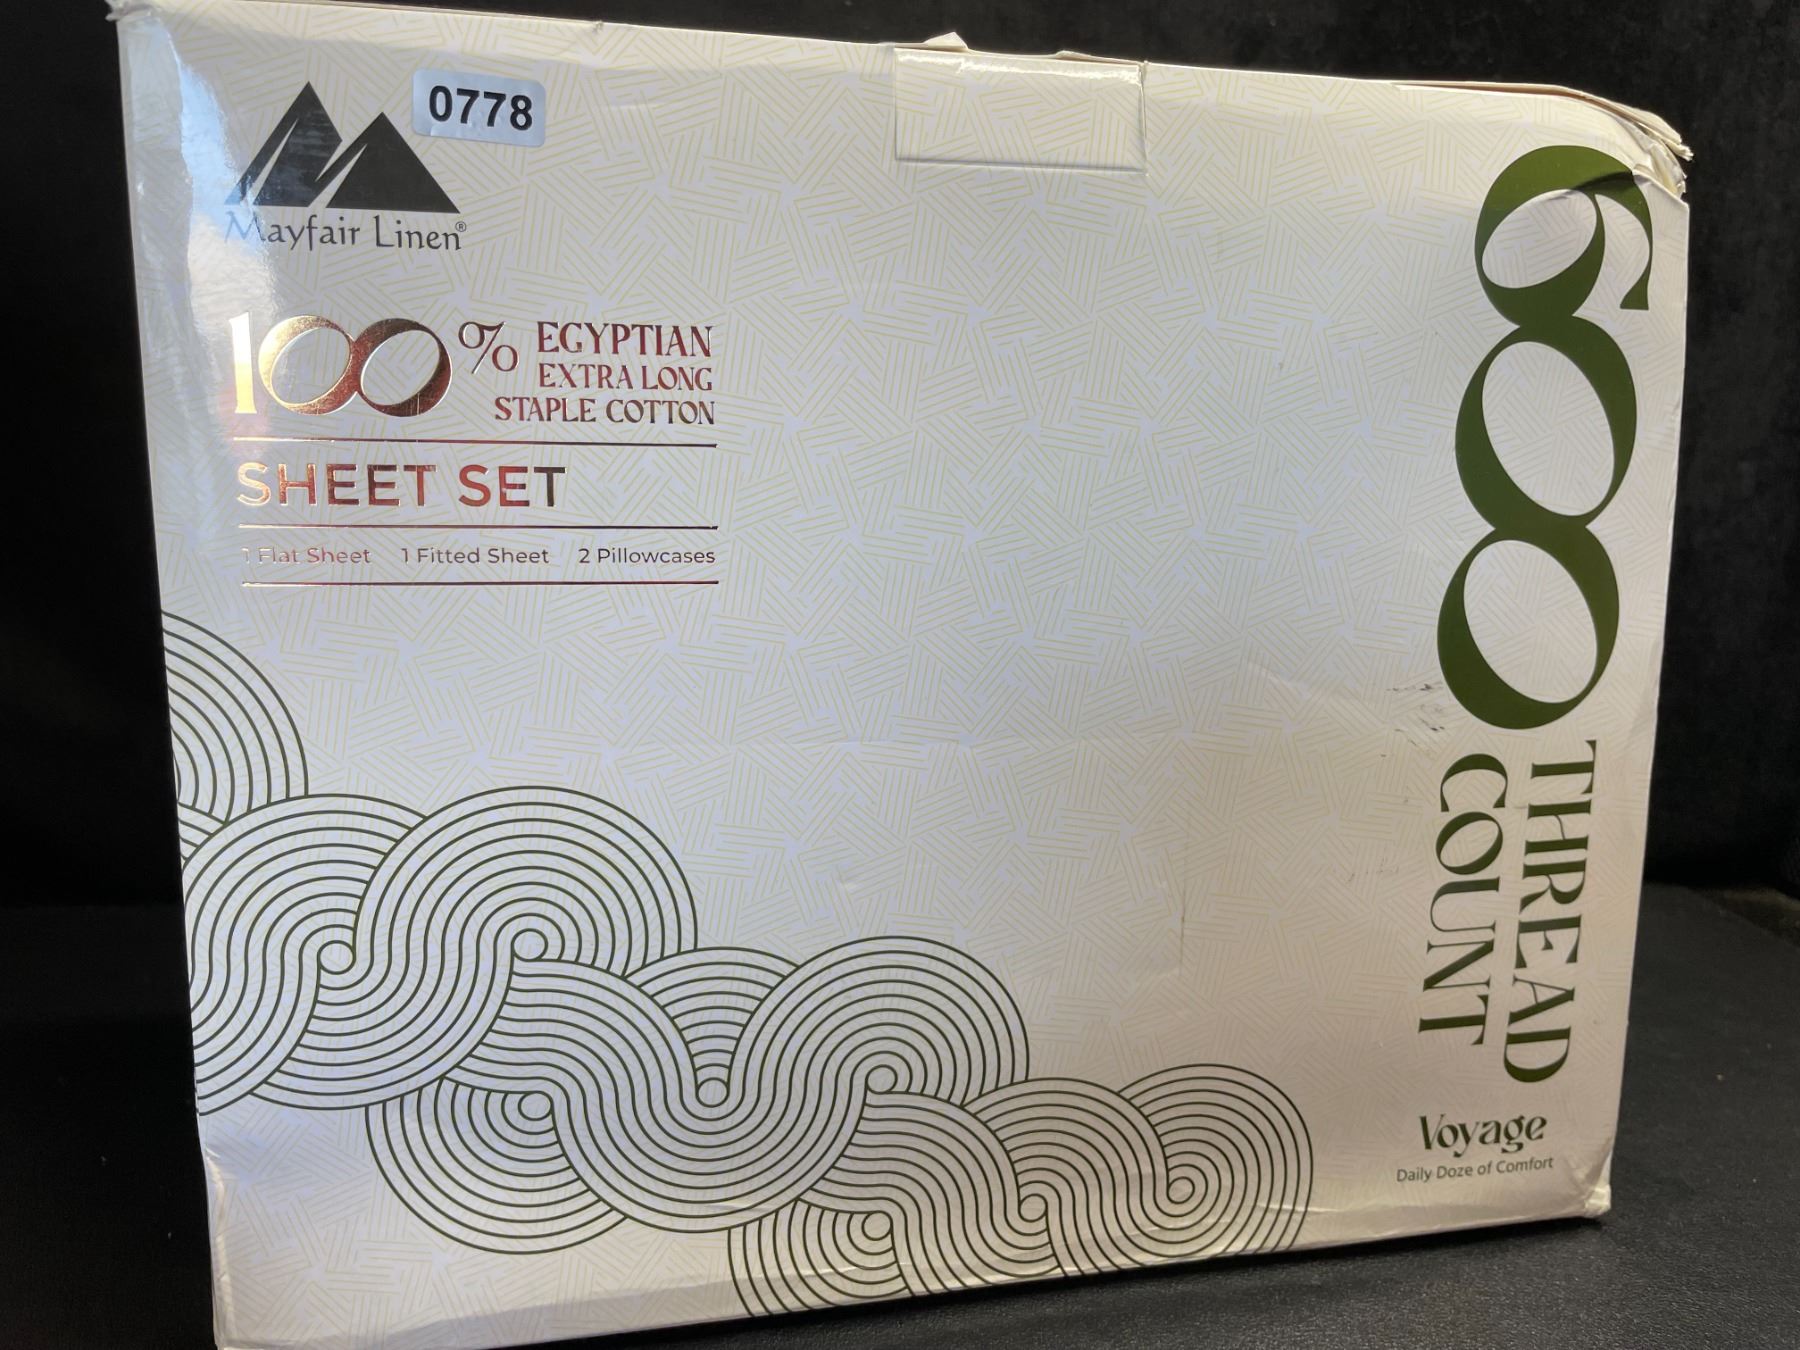 0778
Mayfair Linen®
100% EGYPTIAN
EXTRA LONG
STAPLE COTTON
SHEET SET
1 Flat Sheet 1 Fitted Sheet 2 Pillowcases
600
THREAD
COUNT
Voyage
Daily Doze of Comfort